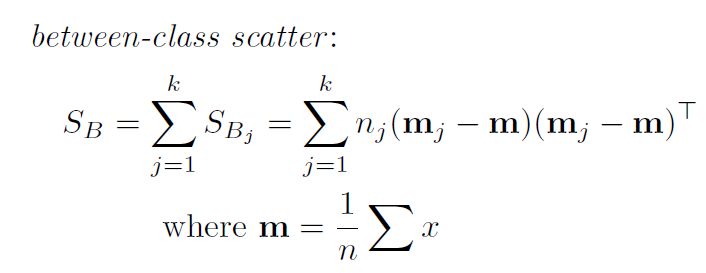 between-class scatter:
$S_B = \sum_{j=1}^{k} S_{B_j} = \sum_{j=1}^{k} n_j (\mathbf{m}_j - \mathbf{m})(\mathbf{m}_j - \mathbf{m})^\top$
where $\mathbf{m} = \frac{1}{n} \sum x$